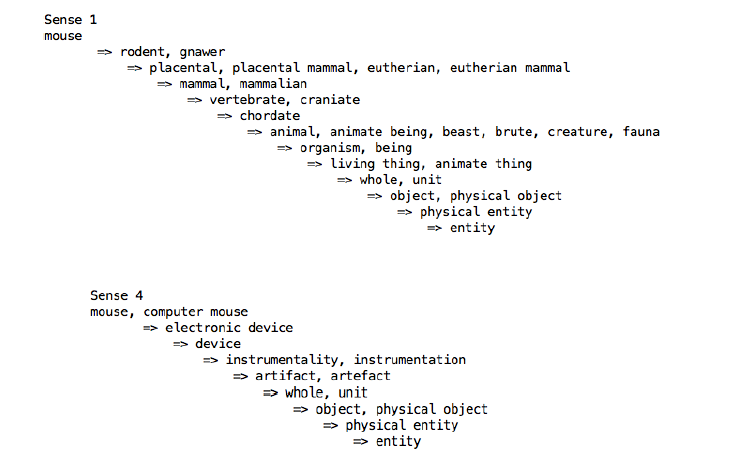 Sense 1
mouse
=> rodent, gnawer
=> placental, placental mammal, eutherian, eutherian mammal
=> mammal, mammalian
=> vertebrate, craniate
=> chordate
=> animal, animate being, beast, brute, creature, fauna
=> organism, being
=> living thing, animate thing
=> whole, unit
=> object, physical object
=> physical entity
=> entity
Sense 4
mouse, computer mouse
=> electronic device
=> device
=> instrumentality, instrumentation
=> artifact, artefact
=> whole, unit
=> object, physical object
=> physical entity
=> entity